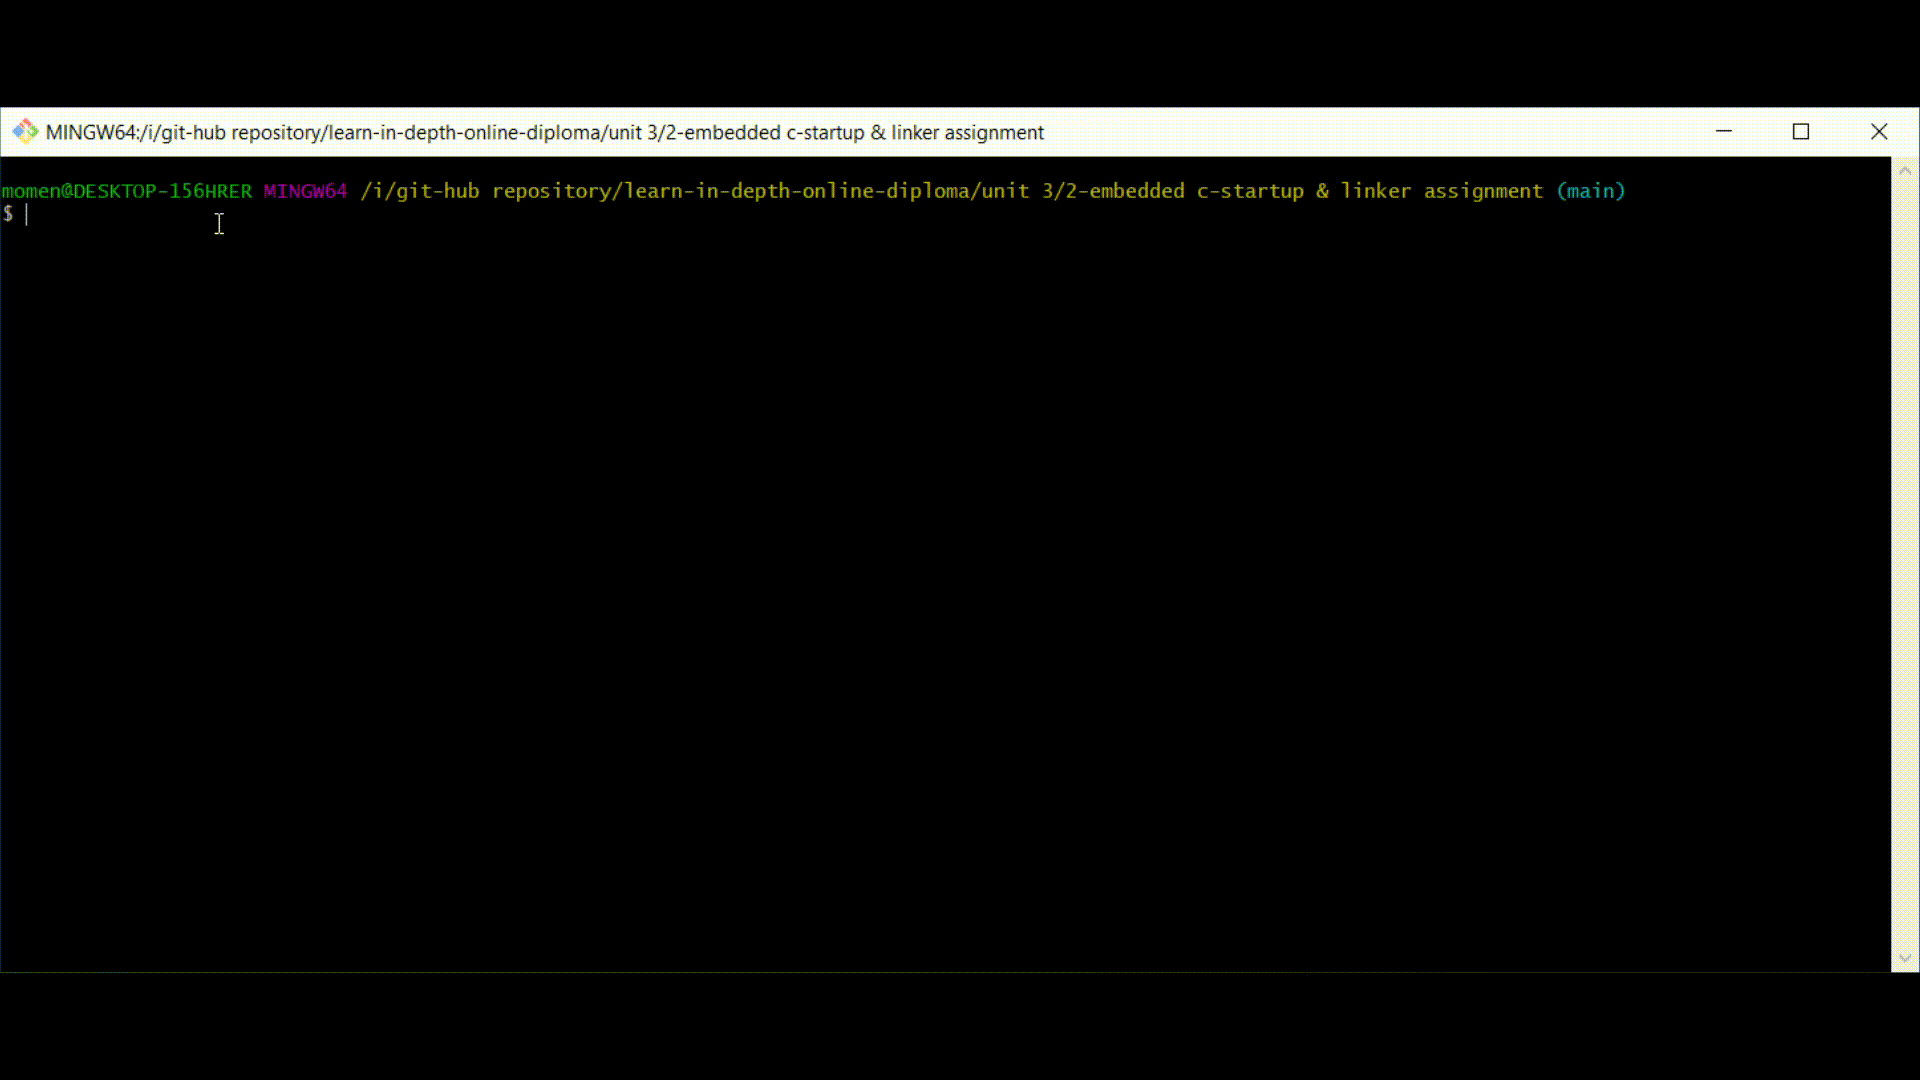 MINGW64:/i/git-hub repository/learn-in-depth-online-diploma/unit 3/2-embedded c-startup & linker assignment
momen@DESKTOP-156HRER MINGW64 /i/git-hub repository/learn-in-depth-online-diploma/unit 3/2-embedded c-startup & linker assignment (main)
$